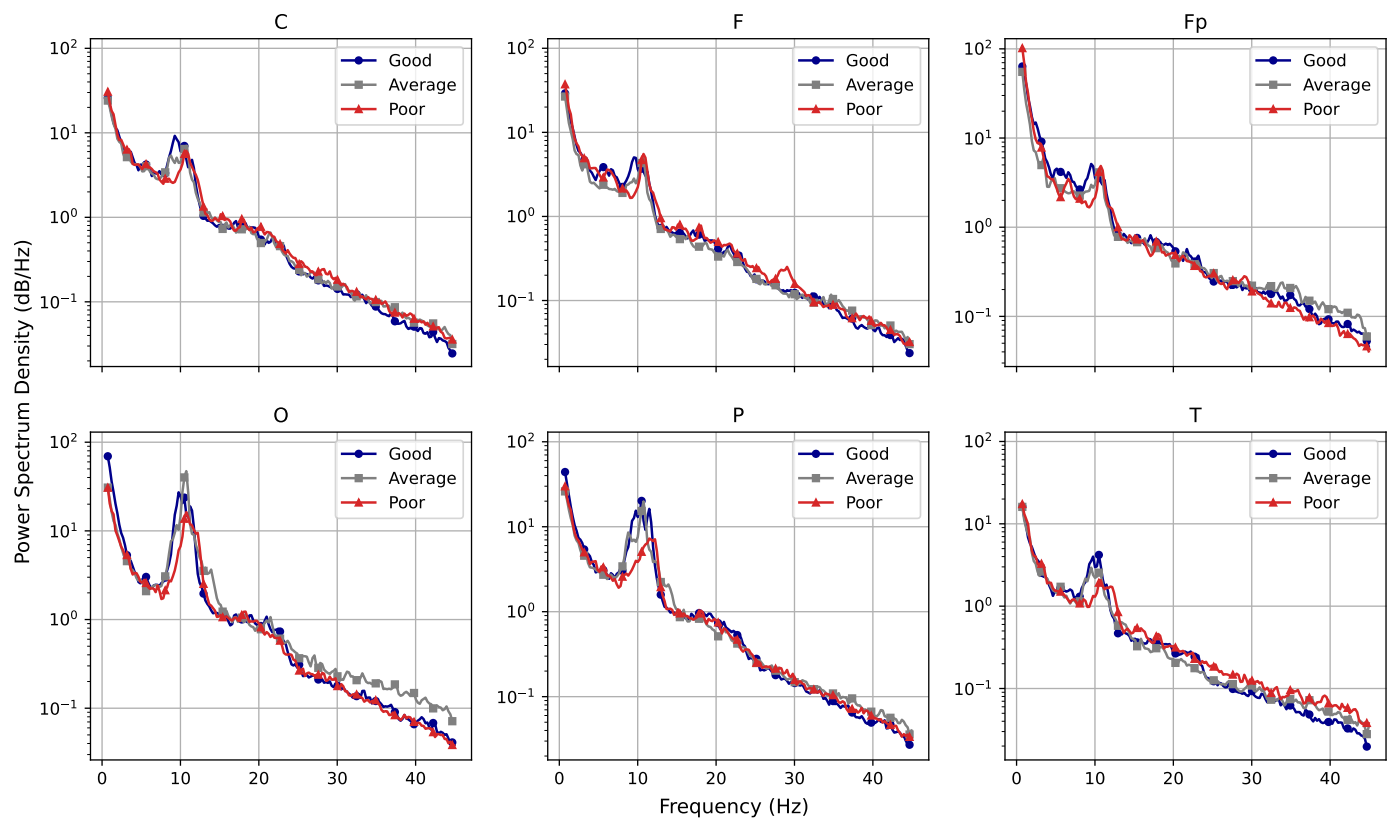 C
F
Fp
10²
10¹
10⁰
10⁻¹
Good
Average
Poor
10²
10¹
10⁰
10⁻¹
Good
Average
Poor
10²
10¹
10⁰
10⁻¹
Good
Average
Poor
Power Spectrum Density (dB/Hz)
O
P
T
10²
10¹
10⁰
10⁻¹
Good
Average
Poor
0 10 20 30 40
10²
10¹
10⁰
10⁻¹
Good
Average
Poor
0 10 20 30 40
10²
10¹
10⁰
10⁻¹
Good
Average
Poor
0 10 20 30 40
Frequency (Hz)